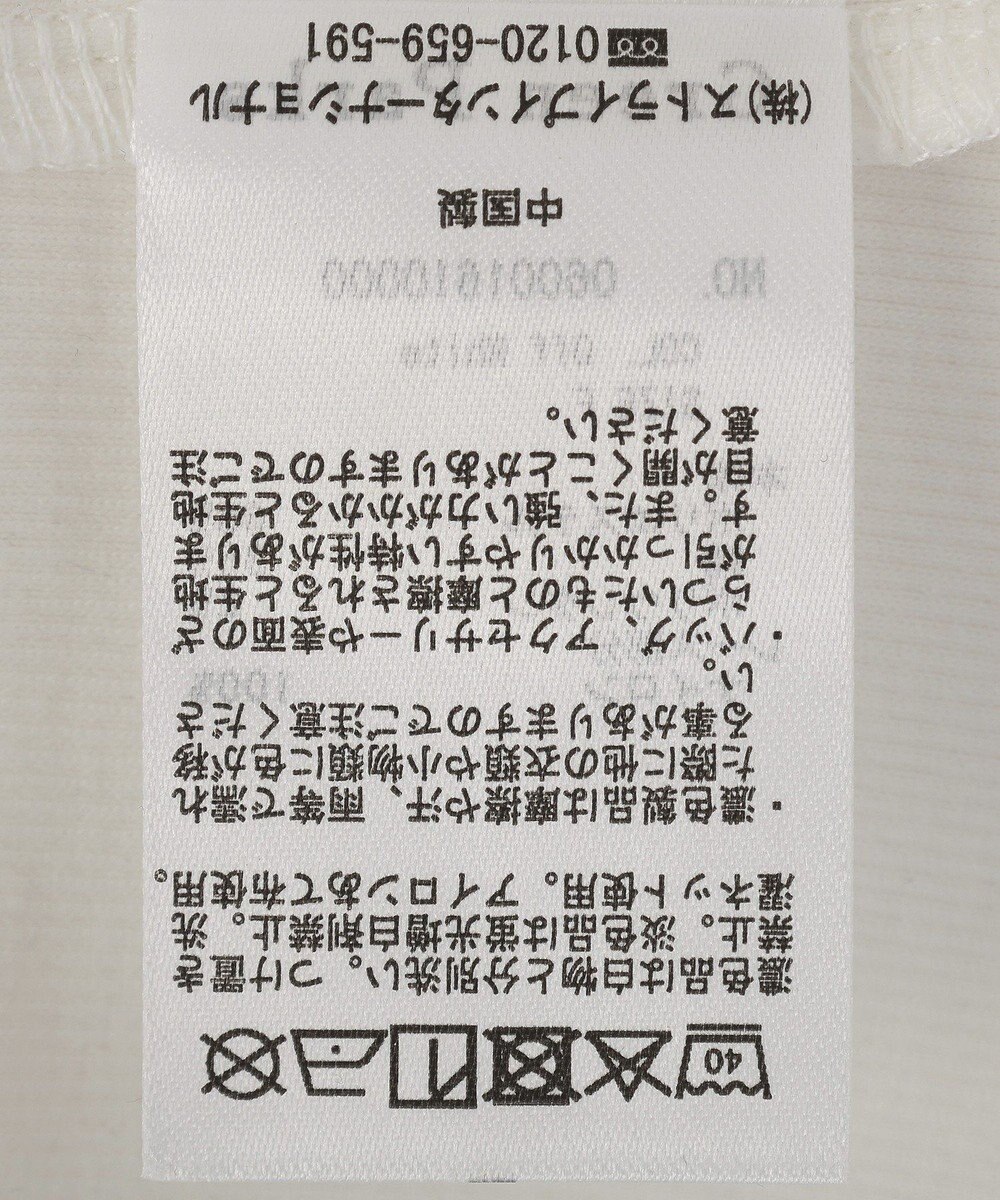 40
濃色品は白物と分別洗い。つけ置き
禁止。淡色品は蛍光増白剤禁止。洗
濯ネット使用。アイロンあて布使用。
・濃色製品は摩擦や汗、雨等で濡れ
た際に他の衣類や小物類に色が移
る事がありますのでご注意くださ
い。
・バッグ、アクセサリーや表面のざ
らついたものと摩擦されると生地
が引っかかりやすい特性がありま
す。また、強い力がかかると生地
目が開くことがありますのでご注
意ください。
中国製
(株)ストライプインターナショナル
0120-659-591